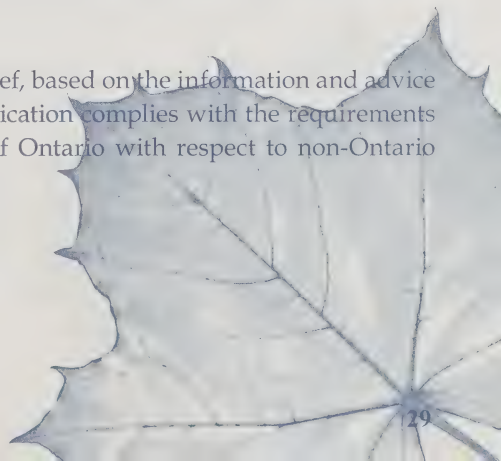 ef, based on the information and advice
ication complies with the requirements
f Ontario with respect to non-Ontario
29